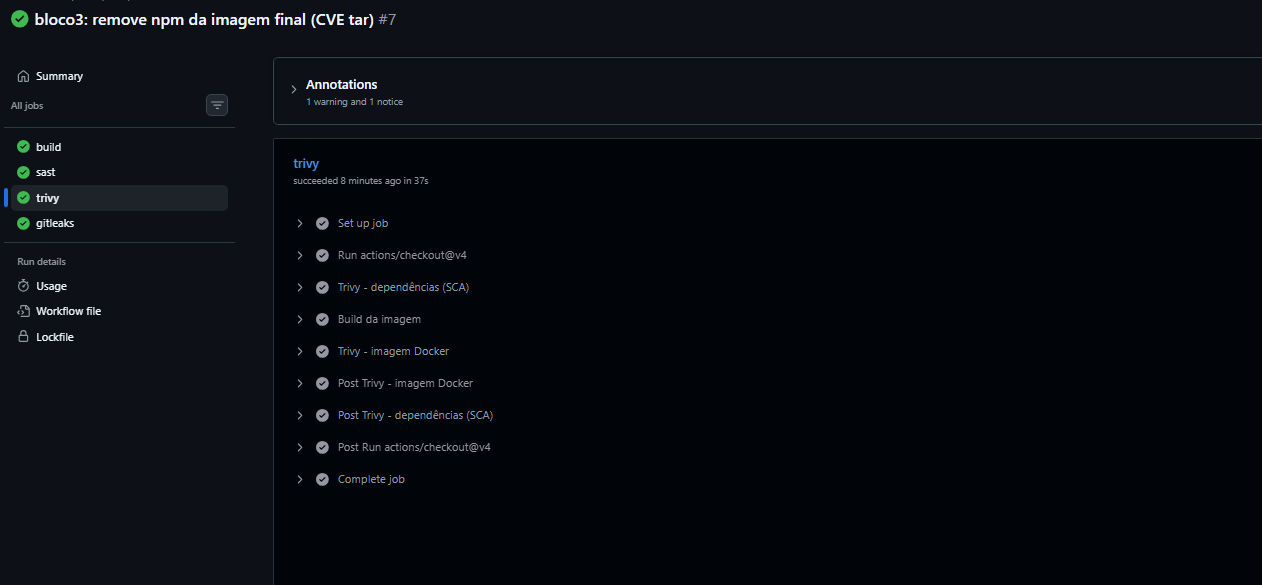 bloco3: remove npm da imagem final (CVE tar) #7
Summary
All jobs
build
sast
trivy
gitleaks
Run details
Usage
Workflow file
Lockfile
Annotations
1 warning and 1 notice
trivy
succeeded 8 minutes ago in 37s
Set up job
Run actions/checkout@v4
Trivy - dependências (SCA)
Build da imagem
Trivy - imagem Docker
Post Trivy - imagem Docker
Post Trivy - dependências (SCA)
Post Run actions/checkout@v4
Complete job